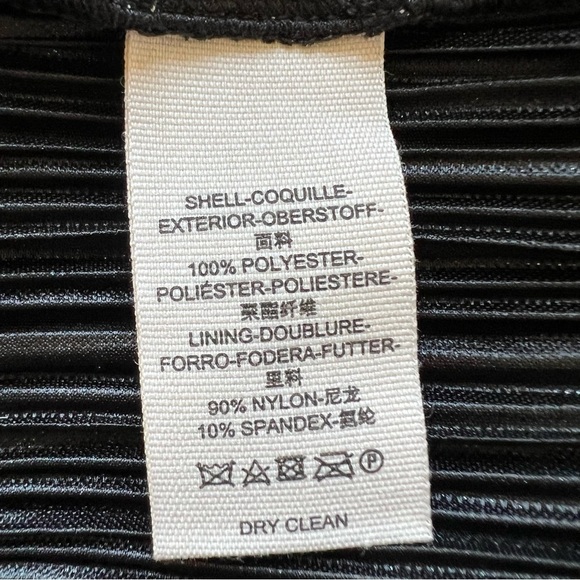 SHELL-COQUILLE-
EXTERIOR-OBERSTOFF-
面料
100% POLYESTER-
POLIÉSTER-POLIESTERE-
聚酯纤维
LINING-DOUBLURE-
FORRO-FODERA-FUTTER-
里料
90% NYLON-尼龙
10% SPANDEX-氨纶
P
DRY CLEAN